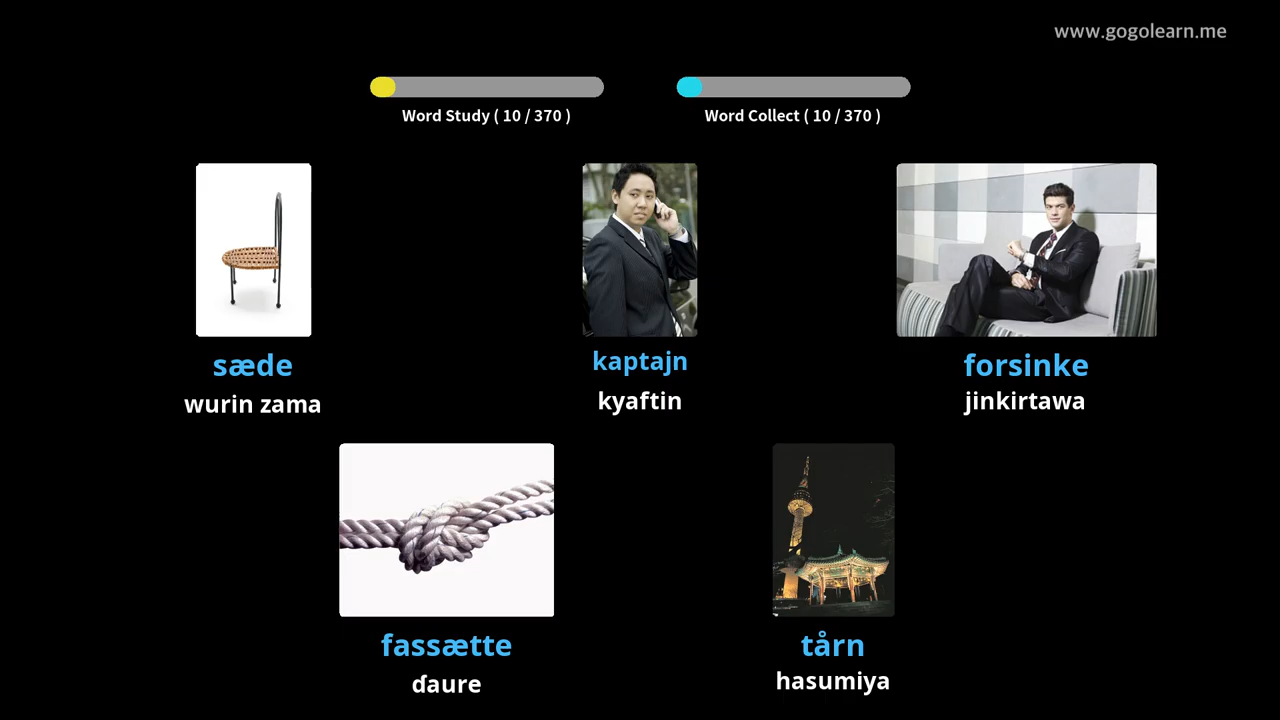 www.gogolearn.me
Word Study ( 10 / 370 )
Word Collect ( 10 / 370 )
sæde
wurin zama
kaptajn
kyaftin
forsinke
jinkirtawa
fassætte
ɗaure
tårn
hasumiya